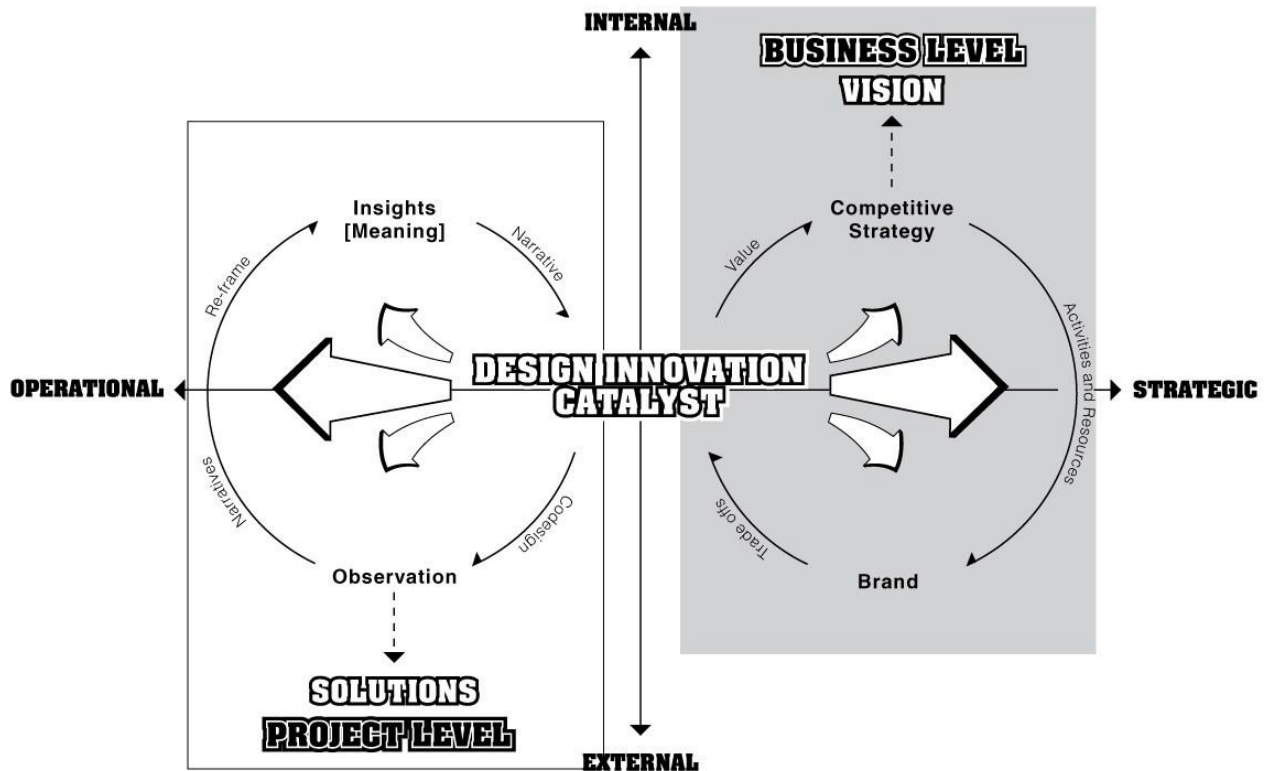 INTERNAL
BUSINESS LEVEL
VISION
Insights
[Meaning]
Competitive
Strategy
Narrative
Value
Re-frame
Activities and Resources
DESIGN INNOVATION
CATALYST
OPERATIONAL
STRATEGIC
Narratives
Codesign
Trade offs
Observation
Brand
SOLUTIONS
PROJECT LEVEL
EXTERNAL